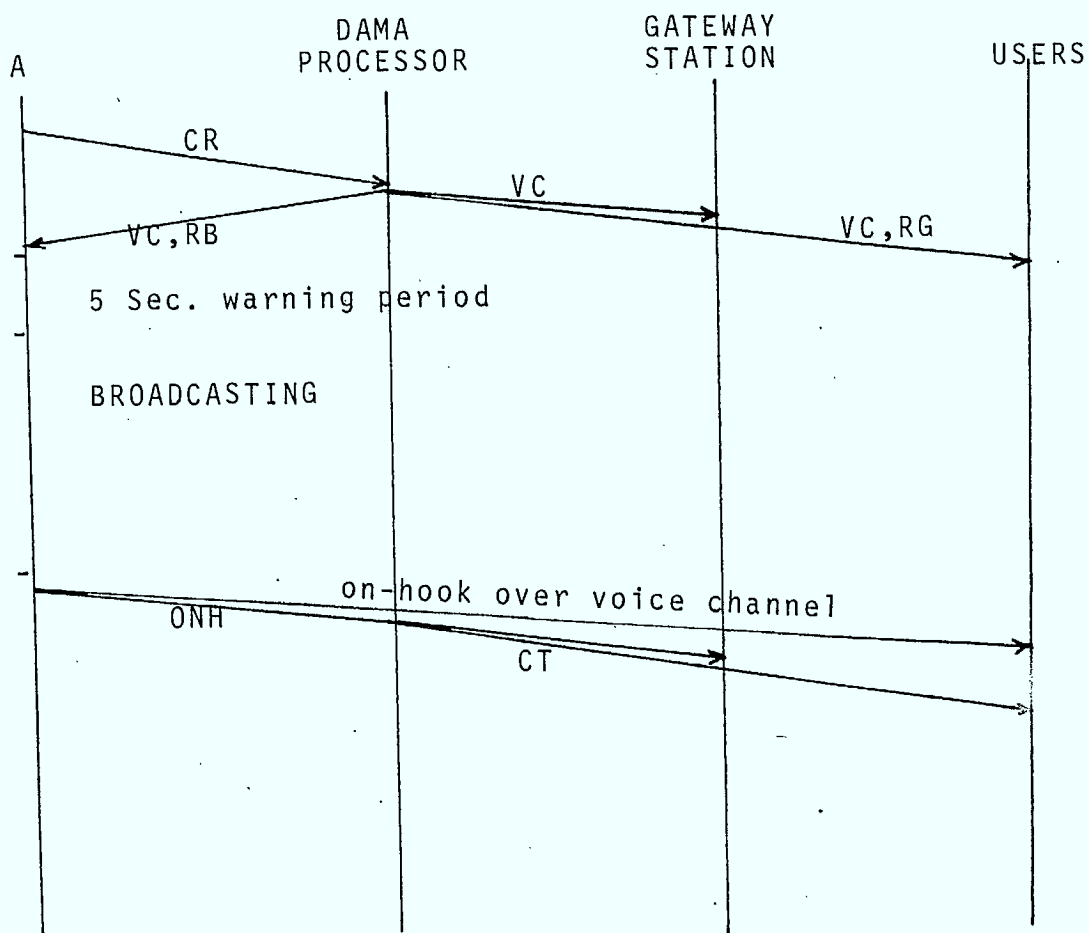 A
DAMA
PROCESSOR
GATEWAY
STATION
USERS
CR
VC
VC,RB
VC,RG
5 Sec. warning period
BROADCASTING
on-hook over voice channel
ONH
CT